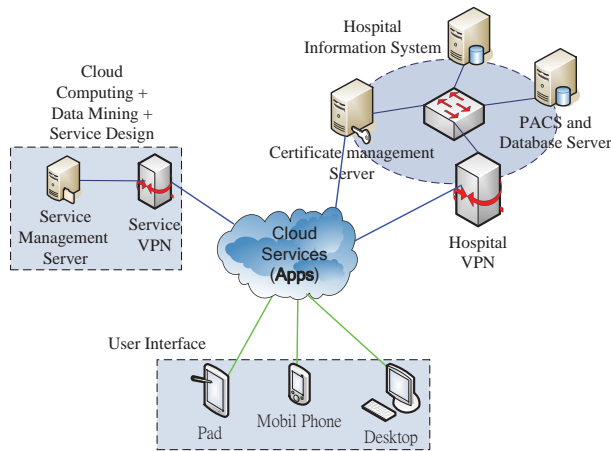 Hospital
Information System
Cloud
Computing +
Data Mining +
Service Design
PACS and
Database Server
Certificate management
Server
Service
Management
Server
Service
VPN
Hospital
VPN
Cloud
Services
(Apps)
User Interface
Pad
Mobil Phone
Desktop